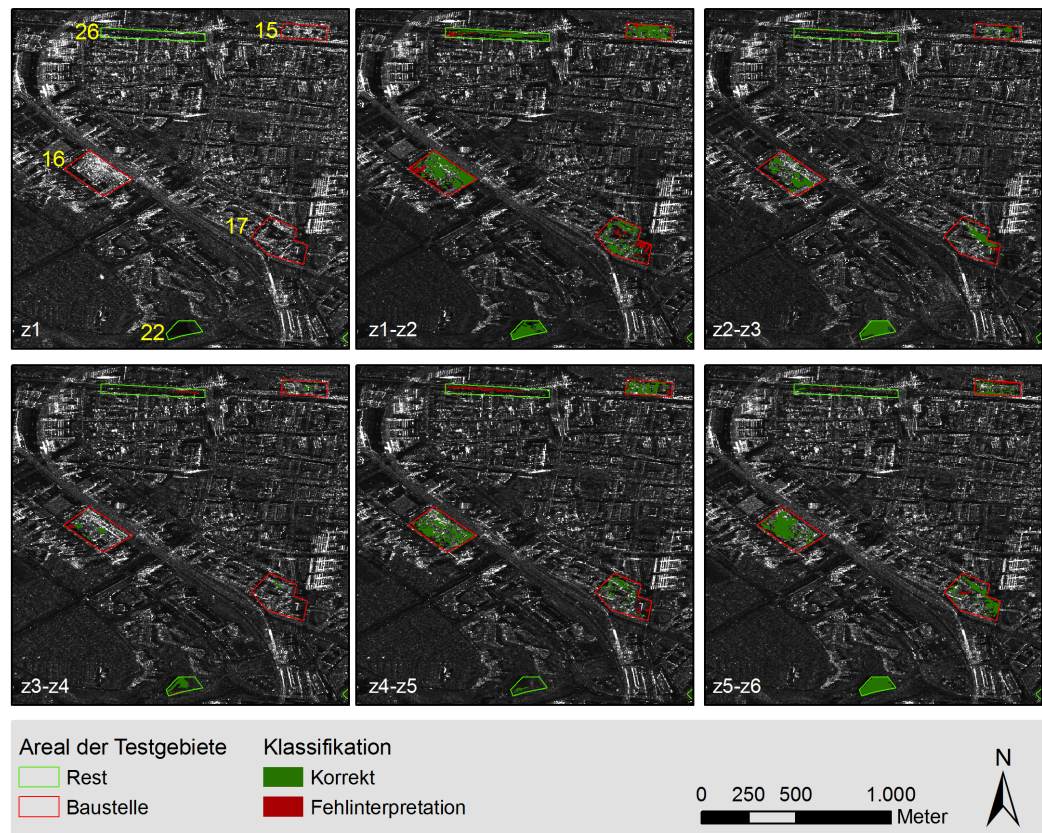 26
15
16
17
22
z1
z1-z2
z2-z3
z3-z4
z4-z5
z5-z6
Areal der Testgebiete
Rest
Baustelle
Klassifikation
Korrekt
Fehlinterpretation
0 250 500 1.000
Meter
N